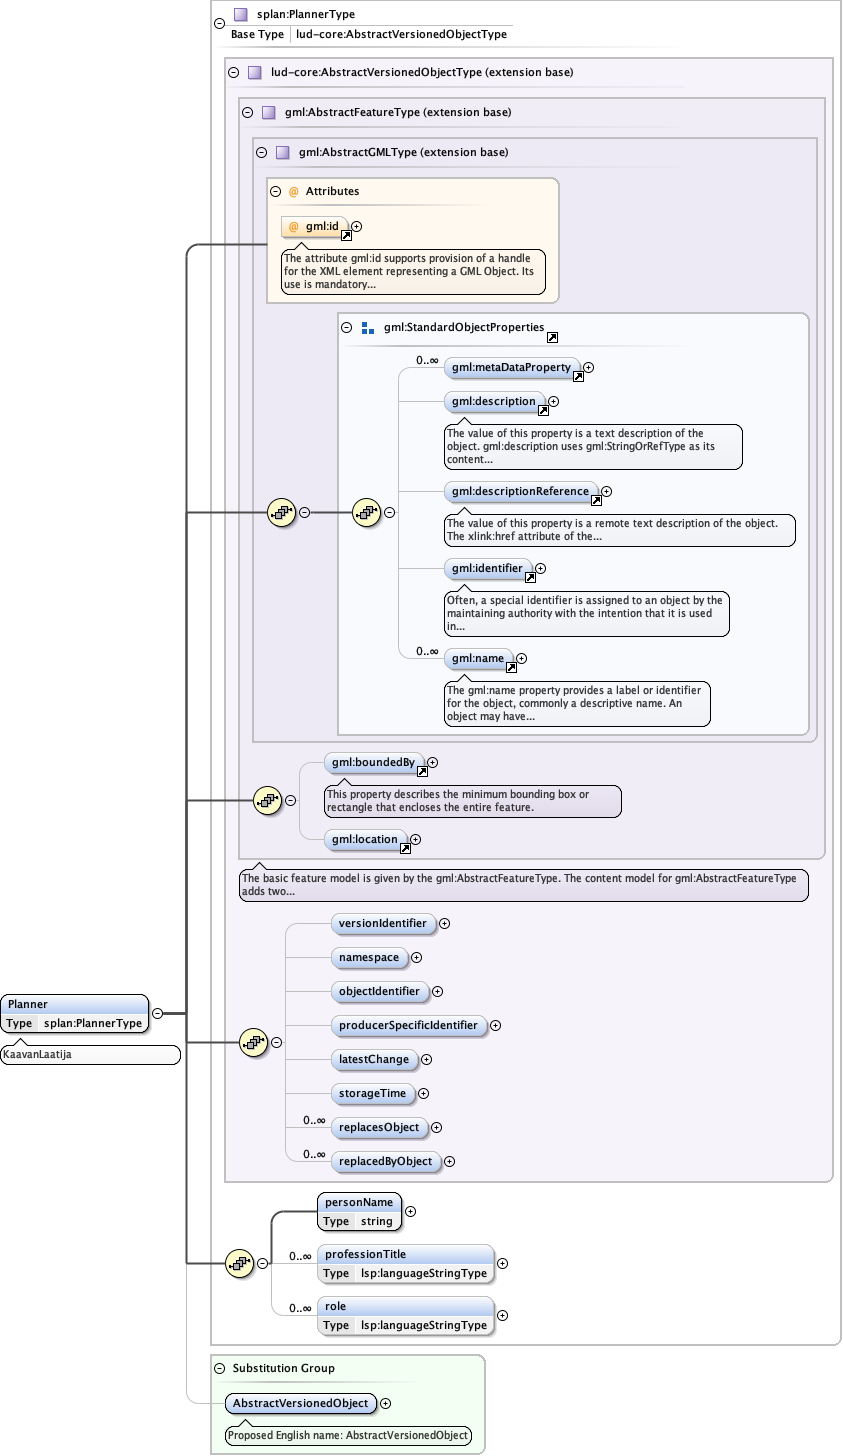 splan:PlannerType
Base Type lud-core:AbstractVersionedObjectType
lud-core:AbstractVersionedObjectType (extension base)
gml:AbstractFeatureType (extension base)
gml:AbstractGMLType (extension base)
@ Attributes
@ gml:id
The attribute gml:id supports provision of a handle
for the XML element representing a GML Object. Its
use is mandatory...
gml:StandardObjectProperties
0..∞
gml:metaDataProperty
gml:description
The value of this property is a text description of the
object. gml:description uses gml:StringOrRefType as its
content...
gml:descriptionReference
The value of this property is a remote text description of the object.
The xlink:href attribute of the...
gml:identifier
Often, a special identifier is assigned to an object by the
maintaining authority with the intention that it is used
in...
0..∞
gml:name
The gml:name property provides a label or identifier
for the object, commonly a descriptive name. An
object may have...
gml:boundedBy
This property describes the minimum bounding box or
rectangle that encloses the entire feature.
gml:location
The basic feature model is given by the gml:AbstractFeatureType. The content model for gml:AbstractFeatureType
adds two...
versionIdentifier
namespace
objectIdentifier
producerSpecificIdentifier
latestChange
storageTime
0..∞
replacesObject
0..∞
replacedByObject
Planner
Type splan:PlannerType
KaavanLaatija
personName
Type string
0..∞
professionTitle
Type lsp:languageStringType
0..∞
role
Type lsp:languageStringType
Substitution Group
AbstractVersionedObject
Proposed English name: AbstractVersionedObject